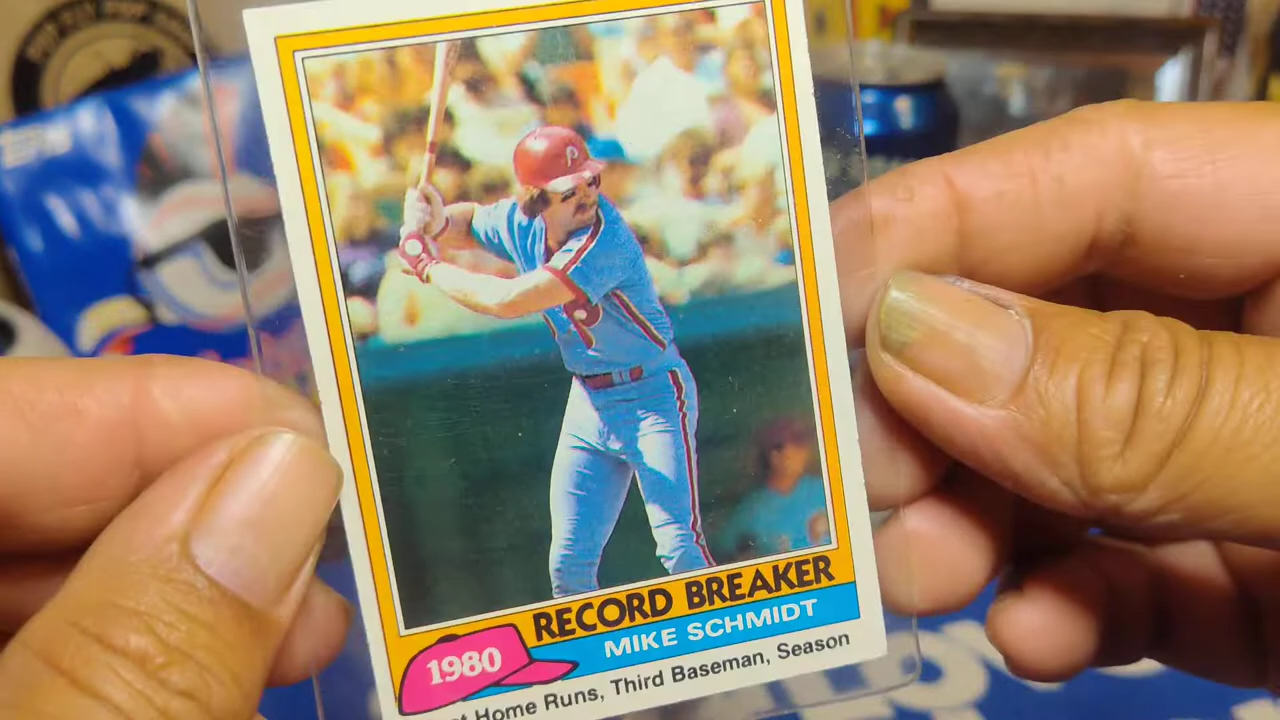 P
P
RECORD BREAKER
MIKE SCHMIDT
1980
Home Runs, Third Baseman, Season